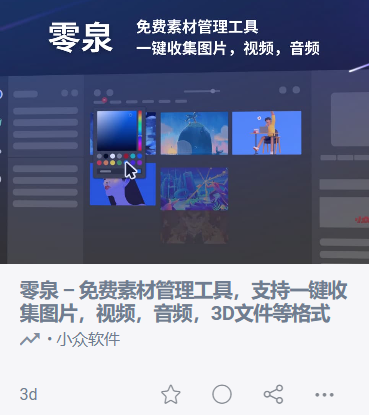 零泉
免费素材管理工具
一键收集图片，视频，音频
零泉 – 免费素材管理工具，支持一键收
集图片，视频，音频，3D文件等格式
· 小众软件
3d